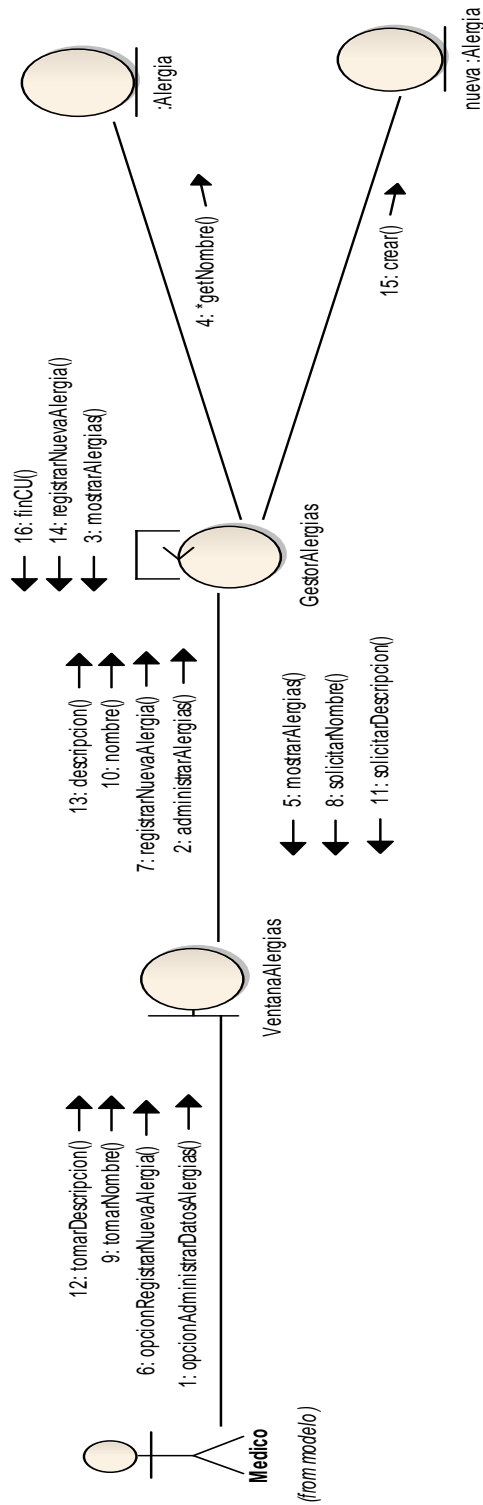 12: tomarDescripcion()
9: tomarNombre()
6: opcionRegistrarNuevaAlergia()
1: opcionAdministrarDatosAlergias()
Medico
(from modelo)
13: descripcion()
10: nombre()
7: registrarNuevaAlergia()
2: administrarAlergias()
VentanaAlergias
5: mostrarAlergias()
8: solicitarNombre()
11: solicitarDescripcion()
16: finCU()
14: registrarNuevaAlergia()
3: mostrarAlergias()
GestorAlergias
4: *getNombre()
:Alergia
15: crear()
nueva :Alergia